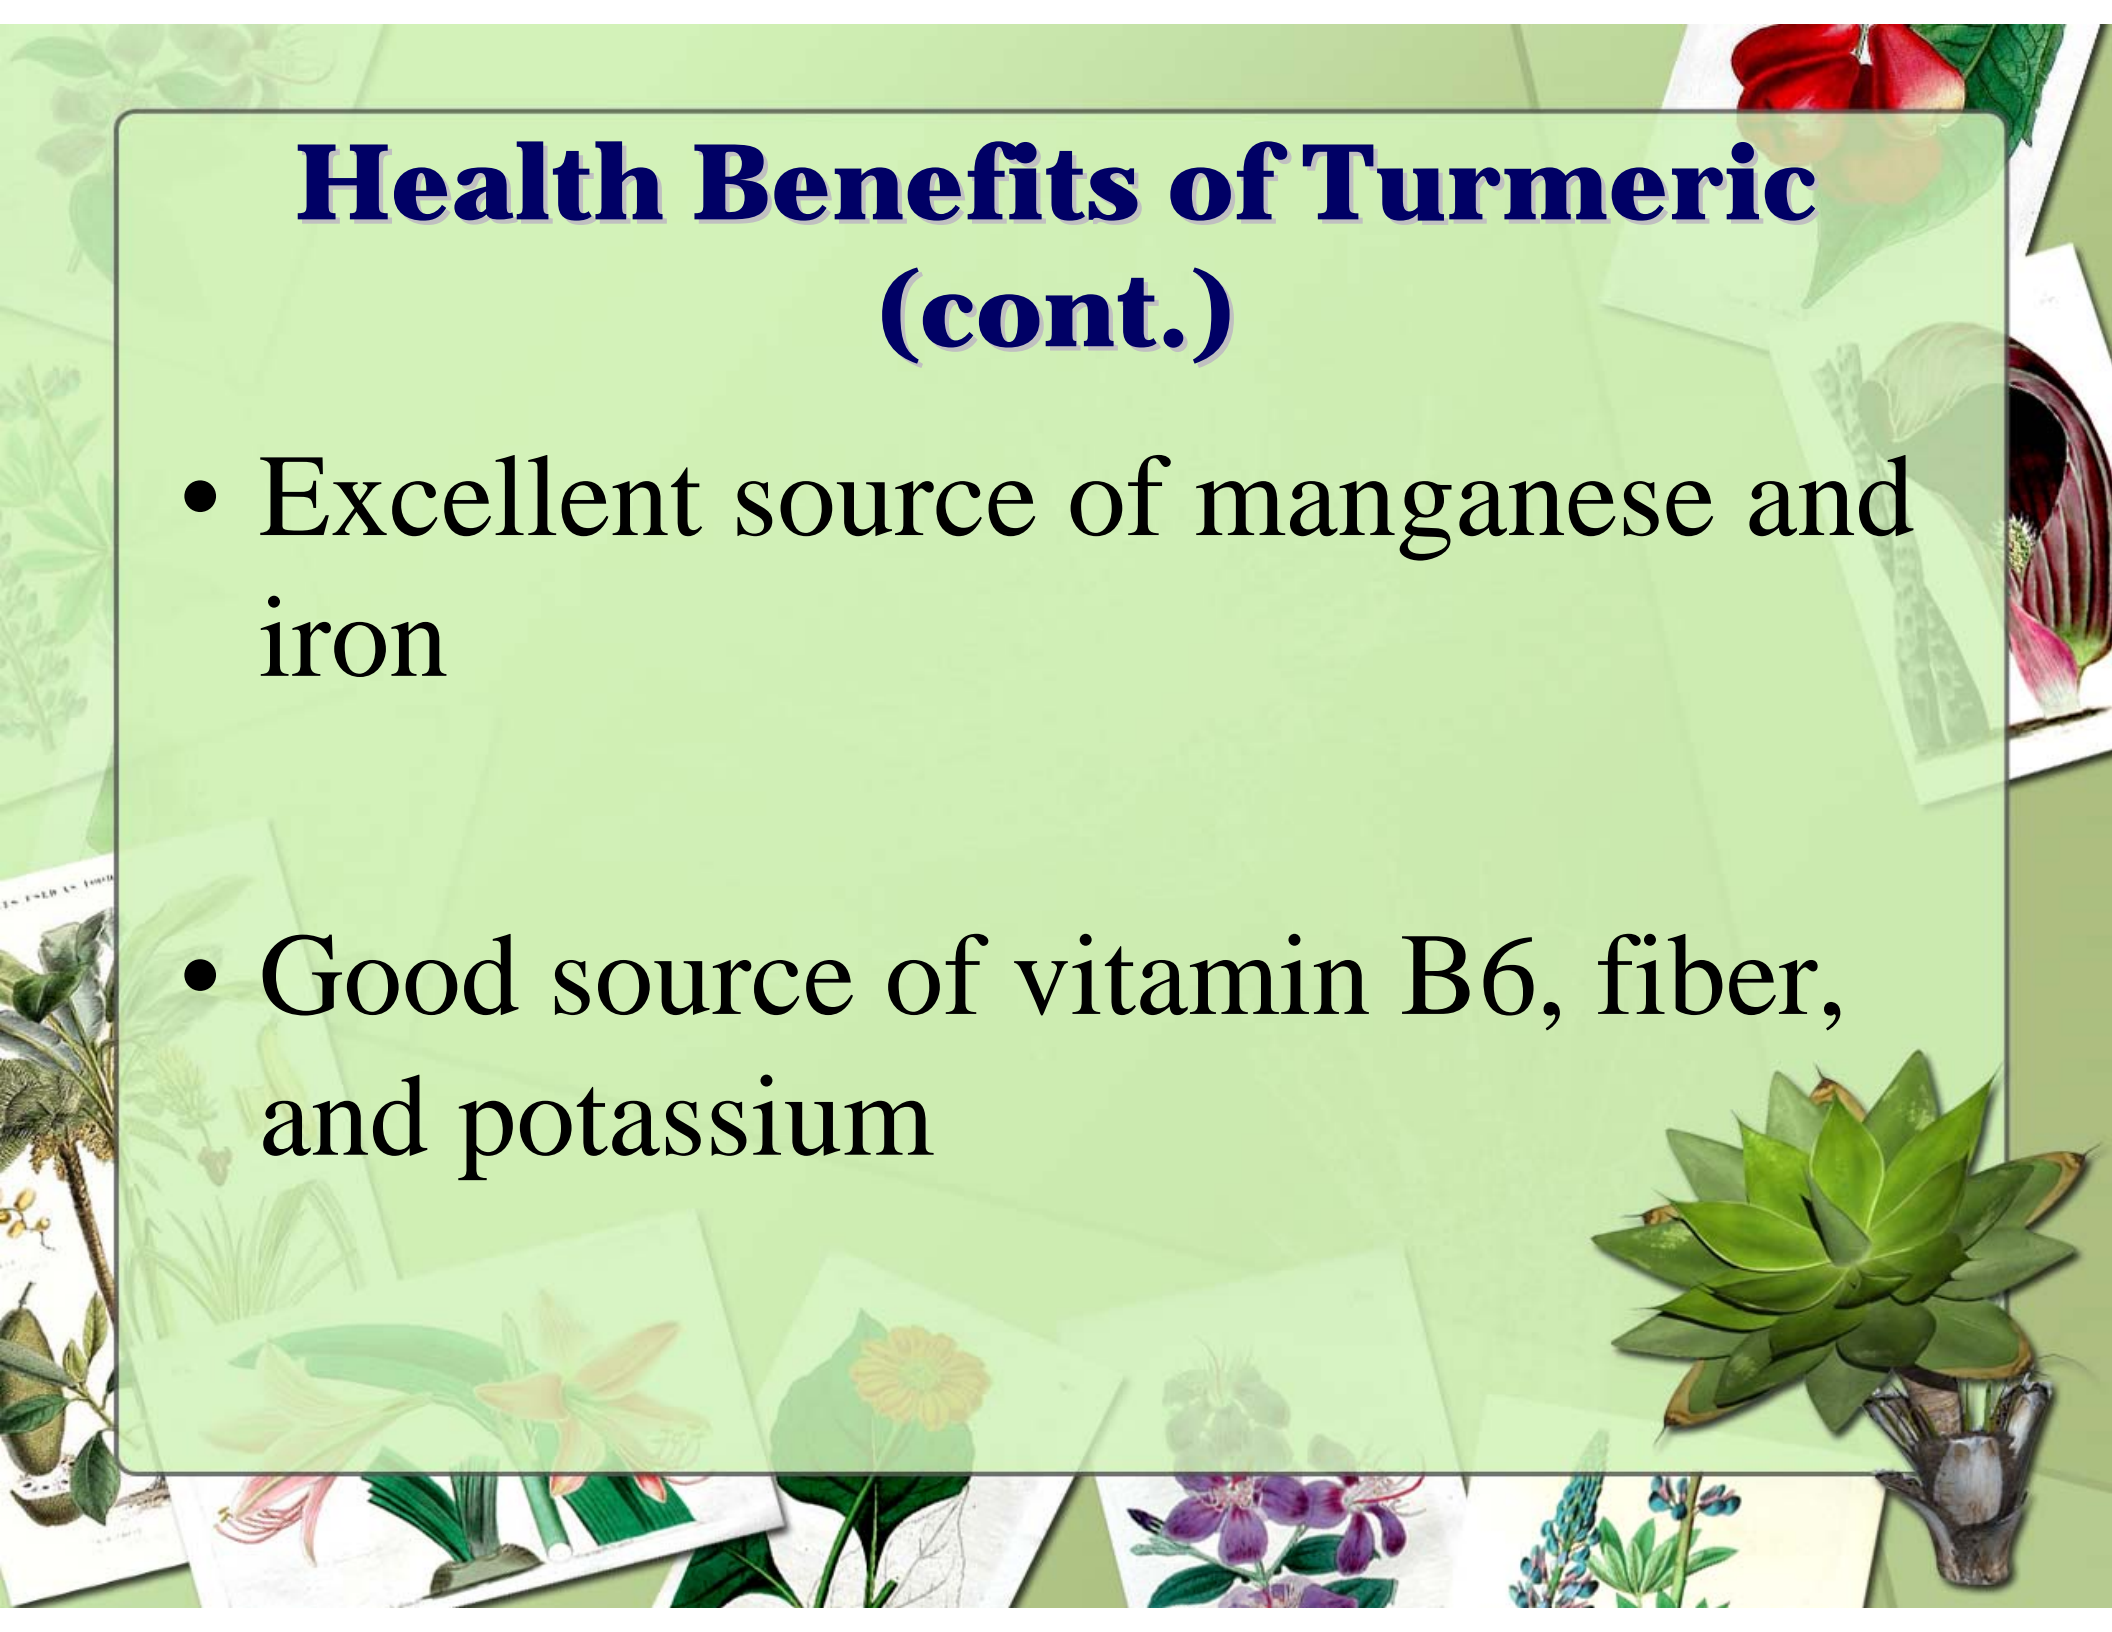 Health Benefits of Turmeric
(cont.)
• Excellent source of manganese and
iron
• Good source of vitamin B6, fiber,
and potassium